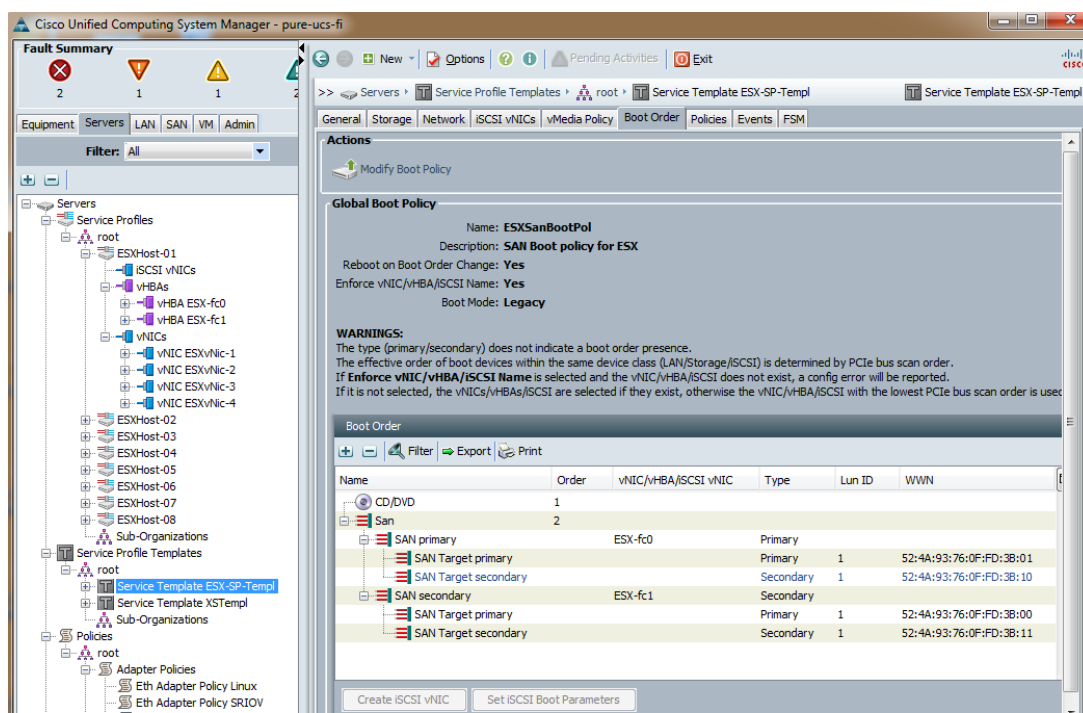 Cisco Unified Computing System Manager - pure-ucs-fi
Fault Summary
2 1 1 2
Equipment Servers LAN SAN VM Admin
Filter: All
Servers
Service Profiles
root
ESXHost-01
iSCSI vNICs
vHBAs
vHBA ESX-fc0
vHBA ESX-fc1
vNICs
vNIC ESXvNic-1
vNIC ESXvNic-2
vNIC ESXvNic-3
vNIC ESXvNic-4
ESXHost-02
ESXHost-03
ESXHost-04
ESXHost-05
ESXHost-06
ESXHost-07
ESXHost-08
Sub-Organizations
Service Profile Templates
root
Service Template ESX-SP-Templ
Service Template XSTempl
Sub-Organizations
Policies
root
Adapter Policies
Eth Adapter Policy Linux
Eth Adapter Policy SRIOV
New Options Pending Activities Exit
cisco
>> Servers Service Profile Templates root Service Template ESX-SP-Templ Service Template ESX-SP-Templ
General Storage Network iSCSI vNICs vMedia Policy Boot Order Policies Events FSM
Actions
Modify Boot Policy
Global Boot Policy
Name: ESXSanBootPol
Description: SAN Boot policy for ESX
Reboot on Boot Order Change: Yes
Enforce vNIC/vHBA/iSCSI Name: Yes
Boot Mode: Legacy
WARNINGS:
The type (primary/secondary) does not indicate a boot order presence.
The effective order of boot devices within the same device class (LAN/Storage/iSCSI) is determined by PCIe bus scan order.
If Enforce vNIC/vHBA/iSCSI Name is selected and the vNIC/vHBA/iSCSI does not exist, a config error will be reported.
If it is not selected, the vNICs/vHBAs/iSCSI are selected if they exist, otherwise the vNIC/vHBA/iSCSI with the lowest PCIe bus scan order is used
Boot Order
Filter Export Print
Name Order vNIC/vHBA/iSCSI vNIC Type Lun ID WWN
CD/DVD 1
San 2
SAN primary ESX-fc0 Primary
SAN Target primary Primary 1 52:4A:93:76:0F:FD:3B:01
SAN Target secondary Secondary 1 52:4A:93:76:0F:FD:3B:10
SAN secondary ESX-fc1 Secondary
SAN Target primary Primary 1 52:4A:93:76:0F:FD:3B:00
SAN Target secondary Secondary 1 52:4A:93:76:0F:FD:3B:11
Create iSCSI vNIC Set iSCSI Boot Parameters